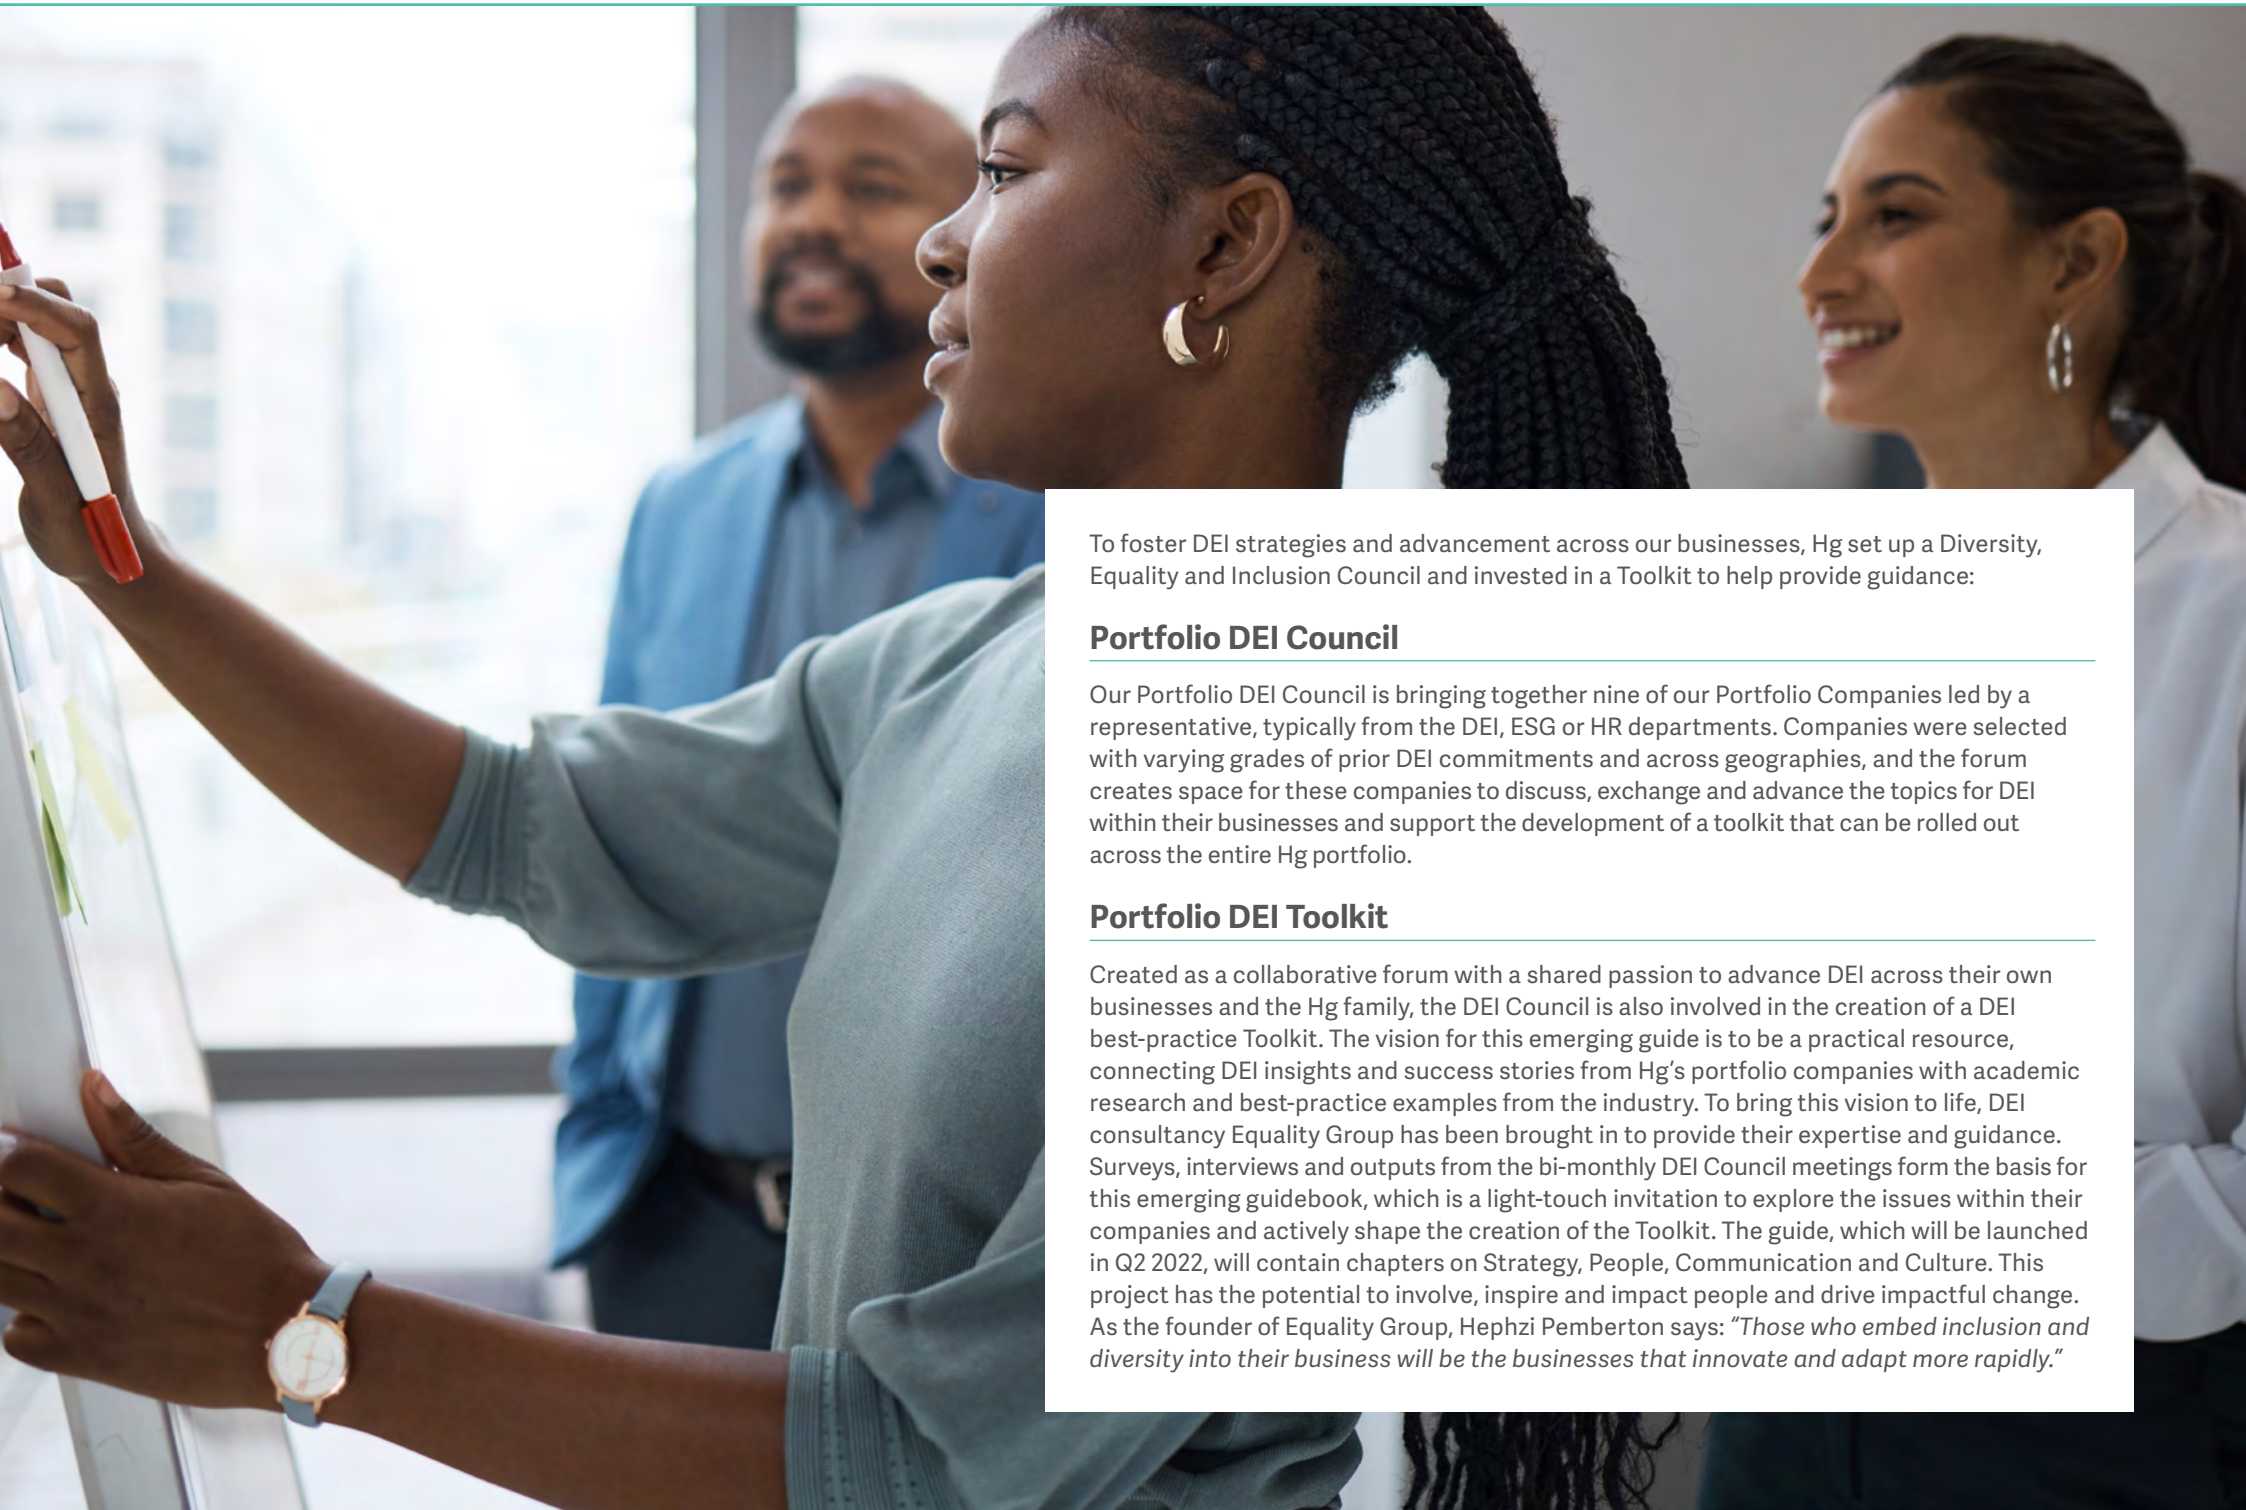 To foster DEI strategies and advancement across our businesses, Hg set up a Diversity,
Equality and Inclusion Council and invested in a Toolkit to help provide guidance:
Portfolio DEI Council
Our Portfolio DEI Council is bringing together nine of our Portfolio Companies led by a
representative, typically from the DEI, ESG or HR departments. Companies were selected
with varying grades of prior DEI commitments and across geographies, and the forum
creates space for these companies to discuss, exchange and advance the topics for DEI
within their businesses and support the development of a toolkit that can be rolled out
across the entire Hg portfolio.
Portfolio DEI Toolkit
Created as a collaborative forum with a shared passion to advance DEI across their own
businesses and the Hg family, the DEI Council is also involved in the creation of a DEI
best-practice Toolkit. The vision for this emerging guide is to be a practical resource,
connecting DEI insights and success stories from Hg's portfolio companies with academic
research and best-practice examples from the industry. To bring this vision to life, DEI
consultancy Equality Group has been brought in to provide their expertise and guidance.
Surveys, interviews and outputs from the bi-monthly DEI Council meetings form the basis for
this emerging guidebook, which is a light-touch invitation to explore the issues within their
companies and actively shape the creation of the Toolkit. The guide, which will be launched
in Q2 2022, will contain chapters on Strategy, People, Communication and Culture. This
project has the potential to involve, inspire and impact people and drive impactful change.
As the founder of Equality Group, Hephzi Pemberton says: "Those who embed inclusion and
diversity into their business will be the businesses that innovate and adapt more rapidly."